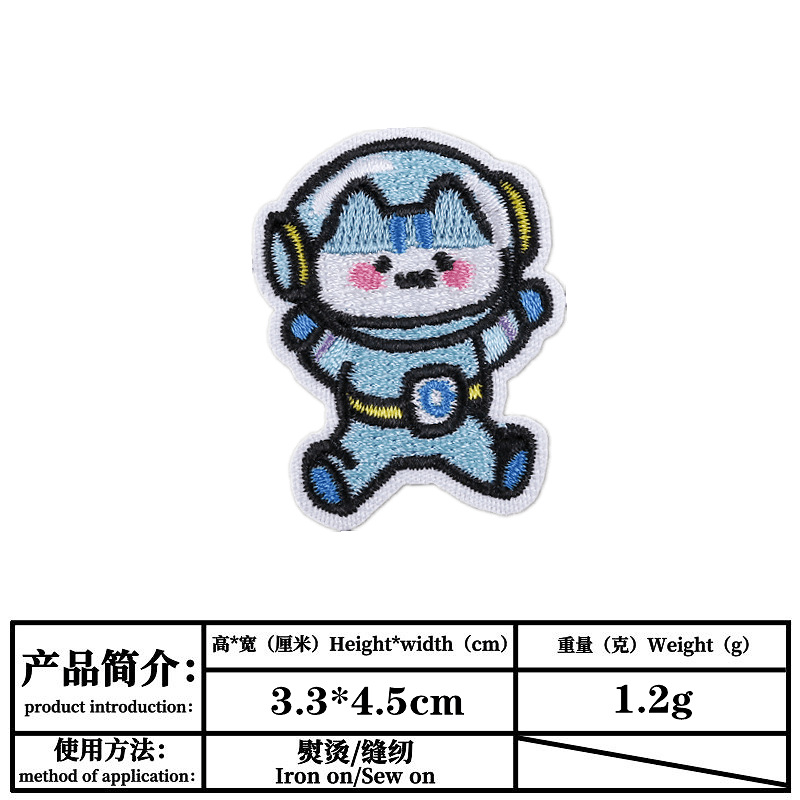 产品简介：
product introduction：
高*宽（厘米）Height*width（cm）
重量（克）Weight（g）
3.3*4.5cm
1.2g
使用方法：
method of application：
熨烫/缝纫
Iron on/Sew on